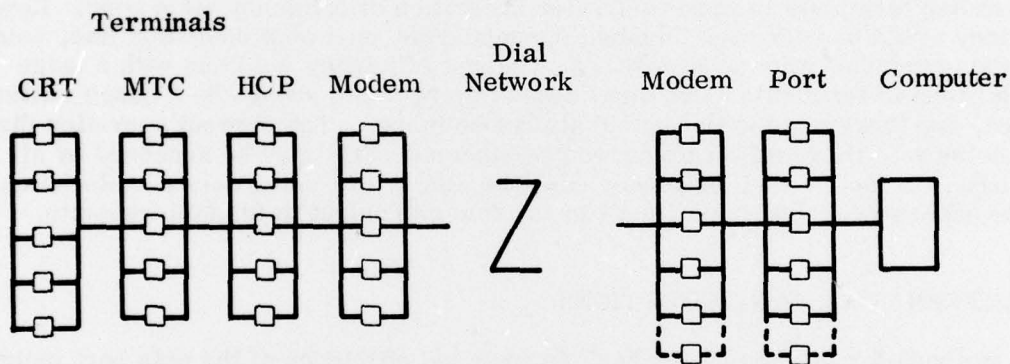 Terminals
Dial
Network
CRT MTC HCP Modem Modem Port Computer